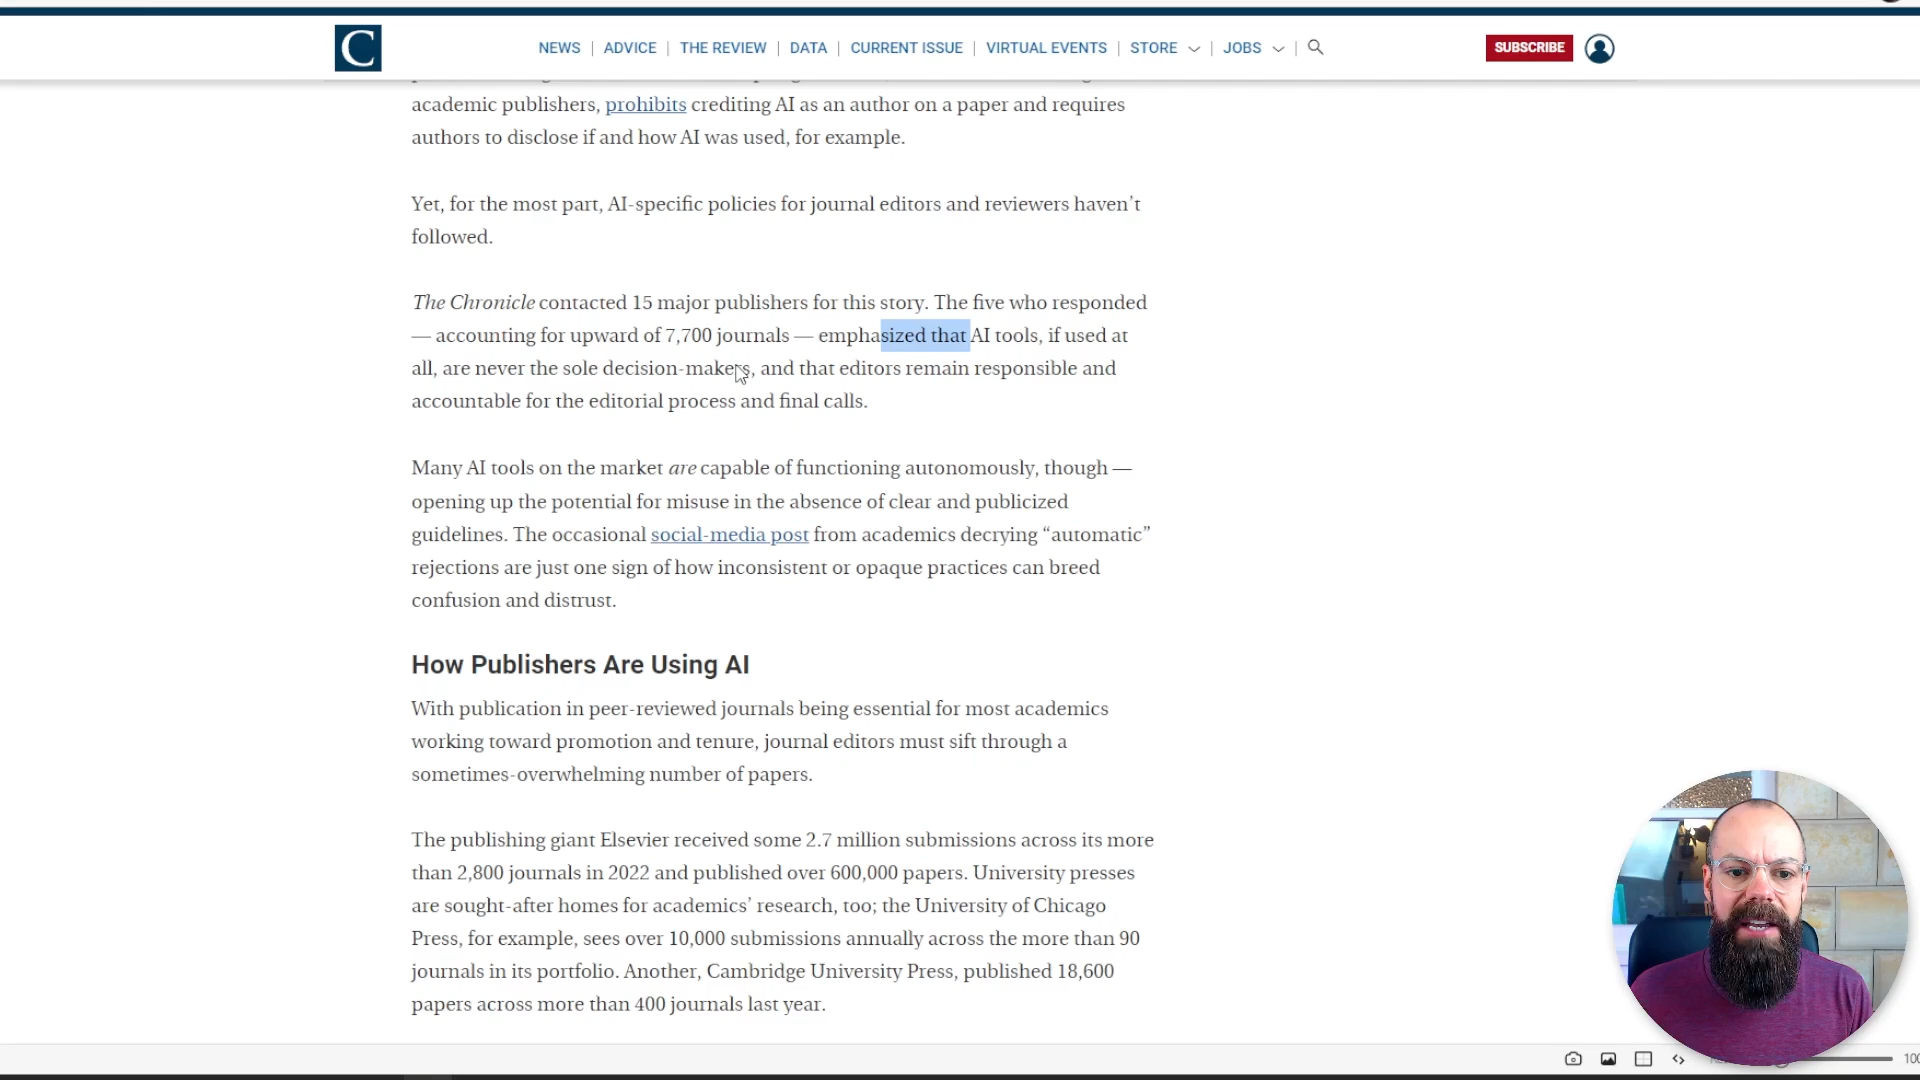 C
NEWS | ADVICE | THE REVIEW | DATA | CURRENT ISSUE | VIRTUAL EVENTS | STORE | JOBS |
SUBSCRIBE
academic publishers, prohibits crediting AI as an author on a paper and requires
authors to disclose if and how AI was used, for example.
Yet, for the most part, AI-specific policies for journal editors and reviewers haven’t
followed.
The Chronicle contacted 15 major publishers for this story. The five who responded
— accounting for upward of 7,700 journals — emphasized that AI tools, if used at
all, are never the sole decision-makers, and that editors remain responsible and
accountable for the editorial process and final calls.
Many AI tools on the market are capable of functioning autonomously, though —
opening up the potential for misuse in the absence of clear and publicized
guidelines. The occasional social-media post from academics decrying “automatic”
rejections are just one sign of how inconsistent or opaque practices can breed
confusion and distrust.
How Publishers Are Using AI
With publication in peer-reviewed journals being essential for most academics
working toward promotion and tenure, journal editors must sift through a
sometimes-overwhelming number of papers.
The publishing giant Elsevier received some 2.7 million submissions across its more
than 2,800 journals in 2022 and published over 600,000 papers. University presses
are sought-after homes for academics’ research, too; the University of Chicago
Press, for example, sees over 10,000 submissions annually across the more than 90
journals in its portfolio. Another, Cambridge University Press, published 18,600
papers across more than 400 journals last year.